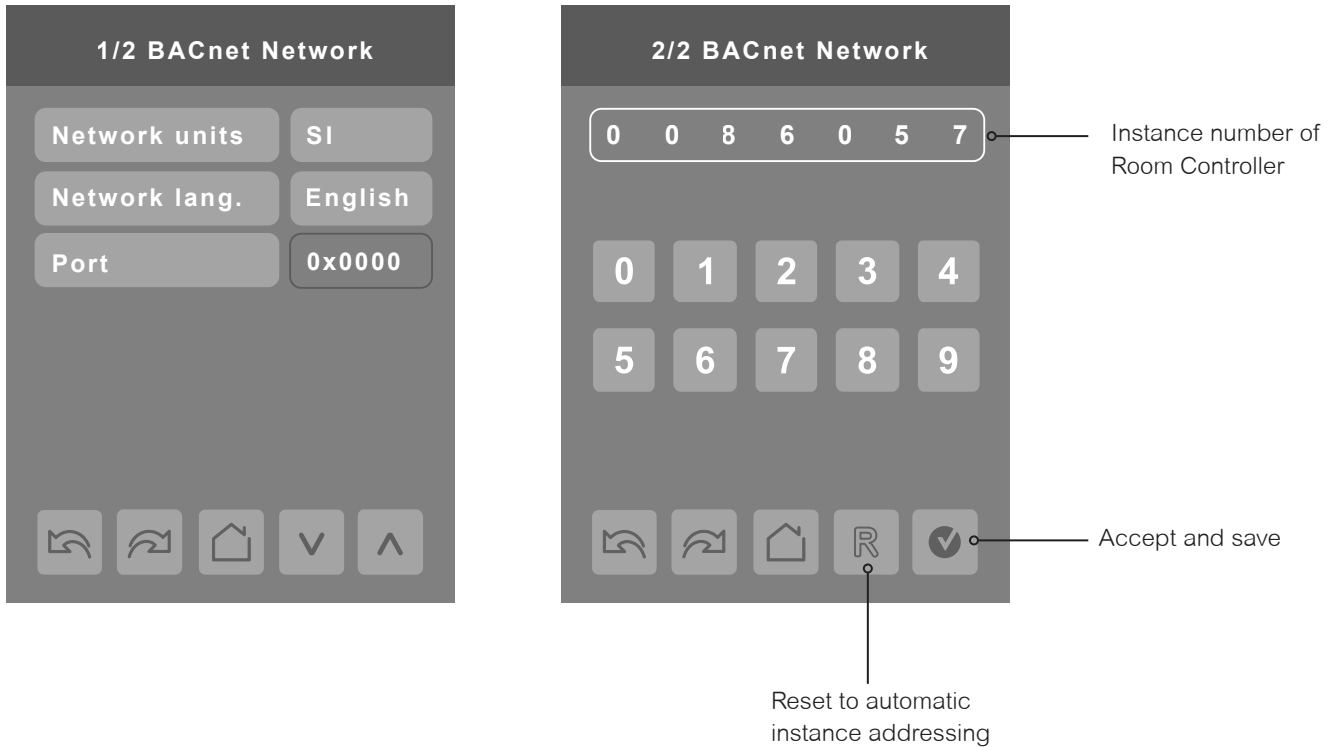 1/2 BACnet Network
Network units SI
Network lang. English
Port 0x0000
2/2 BACnet Network
0 0 8 6 0 5 7
Instance number of
Room Controller
0 1 2 3 4
5 6 7 8 9
R
Accept and save
Reset to automatic
instance addressing